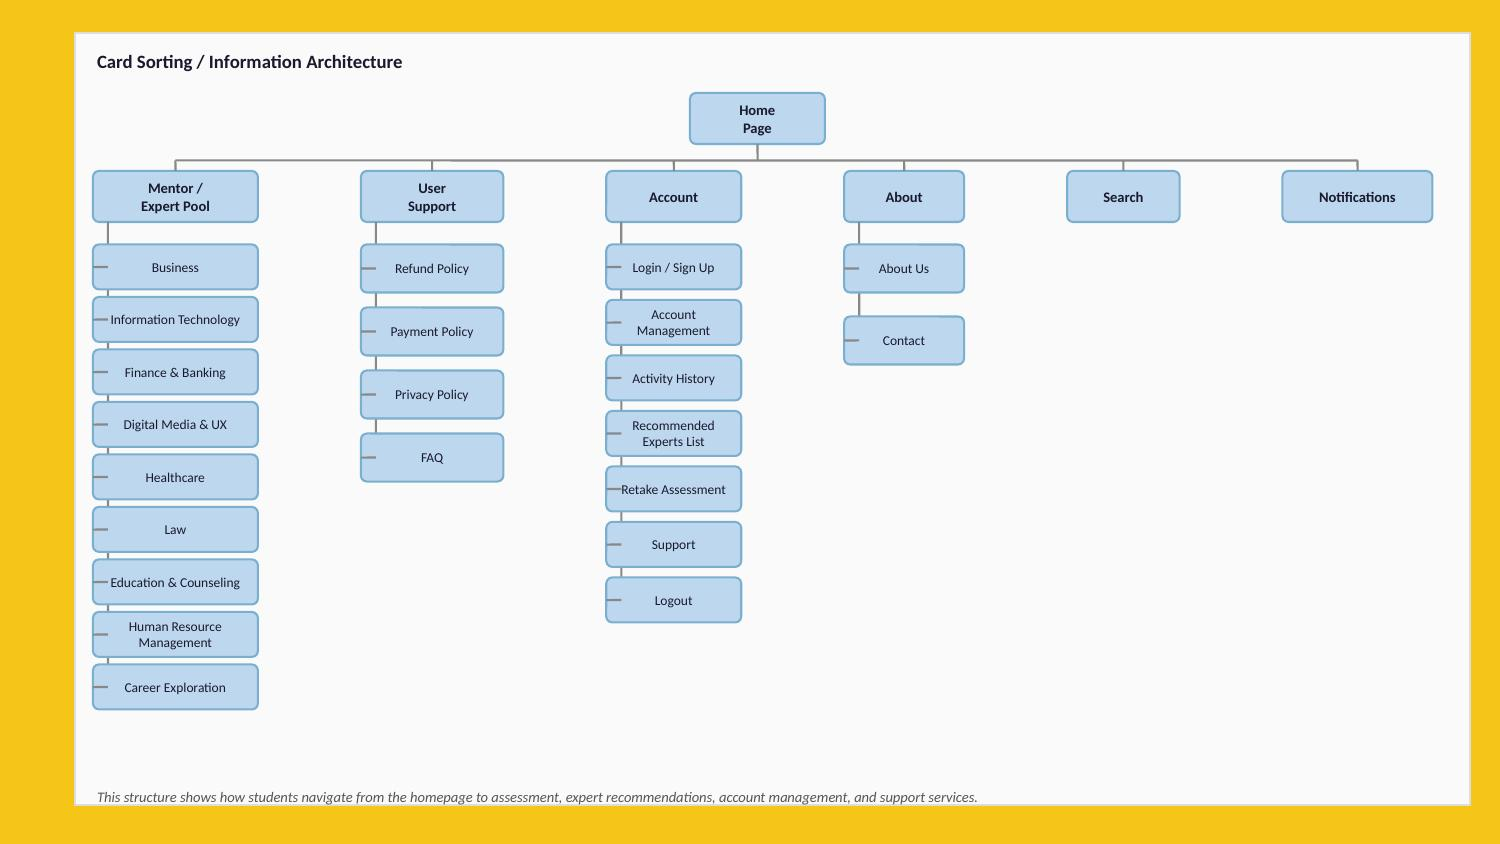 Card Sorting / Information Architecture
Home
Page
Mentor /
Expert Pool
User
Support
Account
About
Search
Notifications
Business
Information Technology
Finance & Banking
Digital Media & UX
Healthcare
Law
Education & Counseling
Human Resource
Management
Career Exploration
Refund Policy
Payment Policy
Privacy Policy
FAQ
Login / Sign Up
Account
Management
Activity History
Recommended
Experts List
Retake Assessment
Support
Logout
About Us
Contact
This structure shows how students navigate from the homepage to assessment, expert recommendations, account management, and support services.